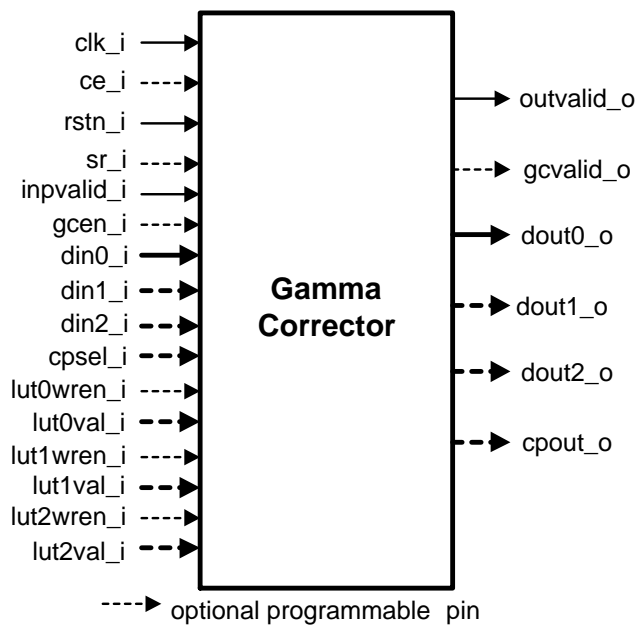 clk_i
ce_i
rstn_i
sr_i
inpvalid_i
gcen_i
din0_i
din1_i
din2_i
cpsel_i
lut0wren_i
lut0val_i
lut1wren_i
lut1val_i
lut2wren_i
lut2val_i
Gamma
Corrector
outvalid_o
gcvalid_o
dout0_o
dout1_o
dout2_o
cpout_o
optional programmable pin